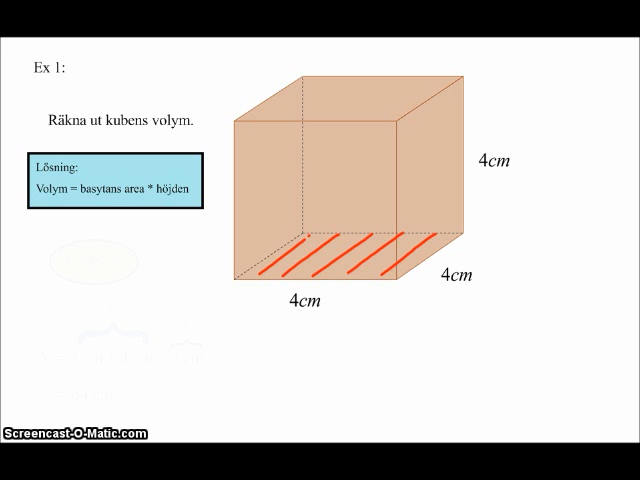 Ex 1:
Räkna ut kubens volym.
Lösning:
Volym = basytans area * höjden
4cm
4cm
4cm
Screencast-O-Matic.com